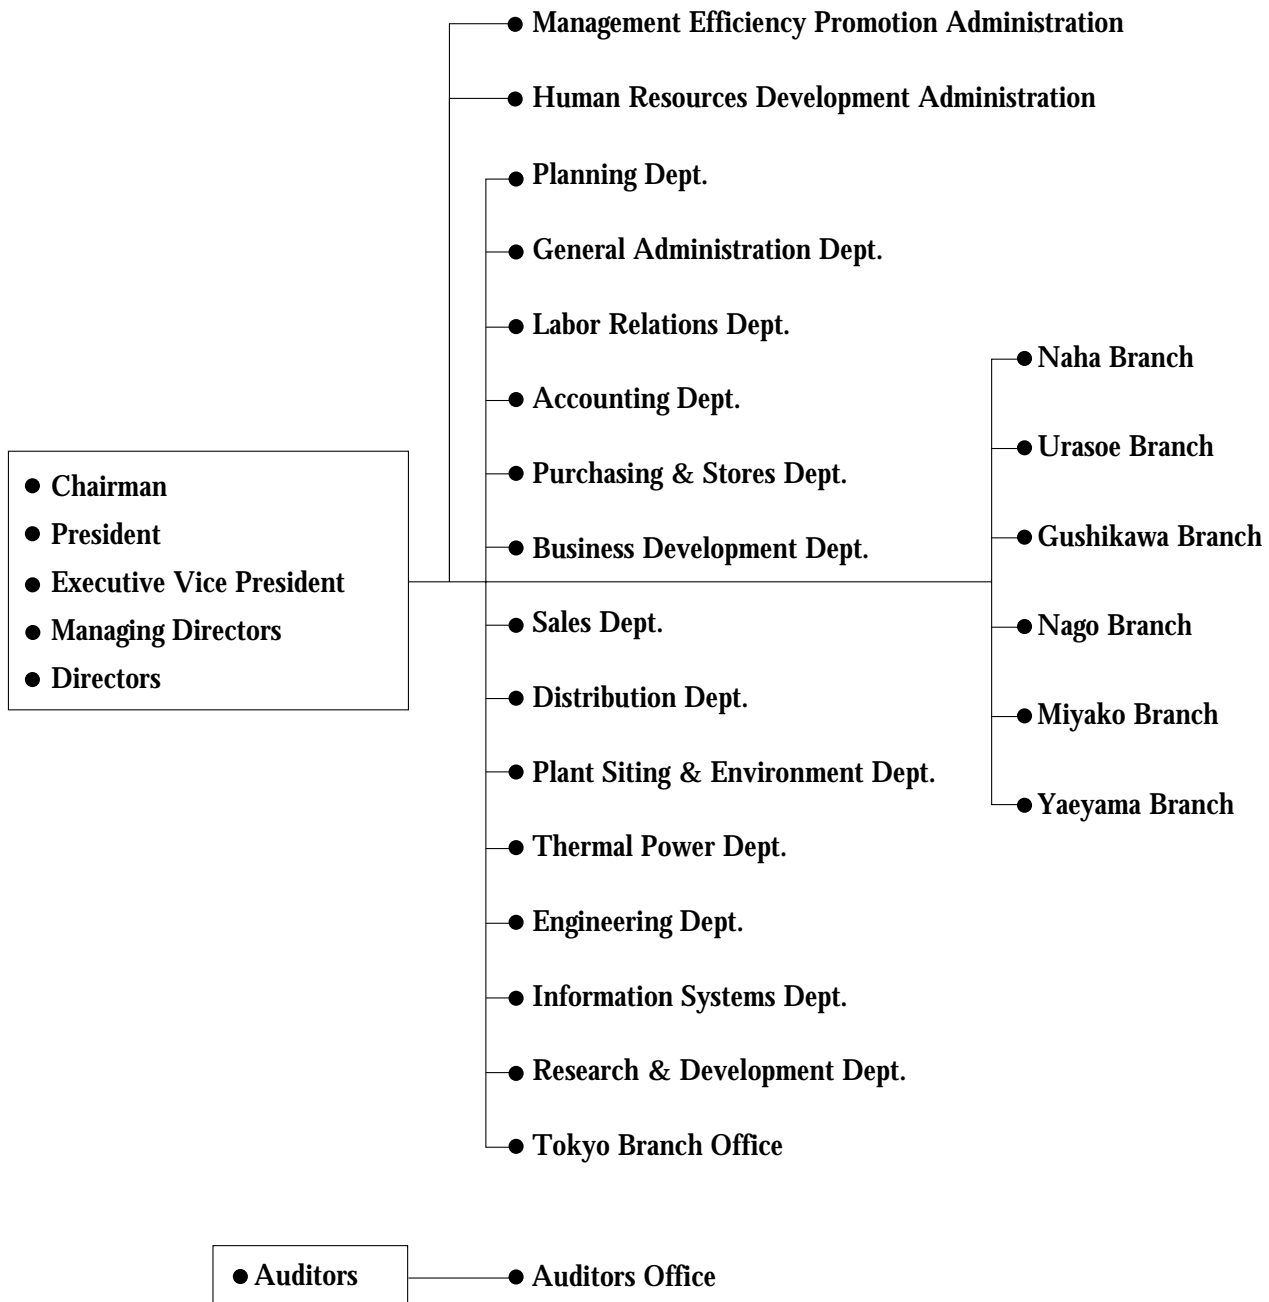 Management Efficiency Promotion Administration
Human Resources Development Administration
Planning Dept.
General Administration Dept.
Labor Relations Dept.
Accounting Dept.
Purchasing & Stores Dept.
Business Development Dept.
Sales Dept.
Distribution Dept.
Plant Siting & Environment Dept.
Thermal Power Dept.
Engineering Dept.
Information Systems Dept.
Research & Development Dept.
Tokyo Branch Office
Naha Branch
Urasoe Branch
Gushikawa Branch
Nago Branch
Miyako Branch
Yaeyama Branch
Chairman
President
Executive Vice President
Managing Directors
Directors
Auditors
Auditors Office